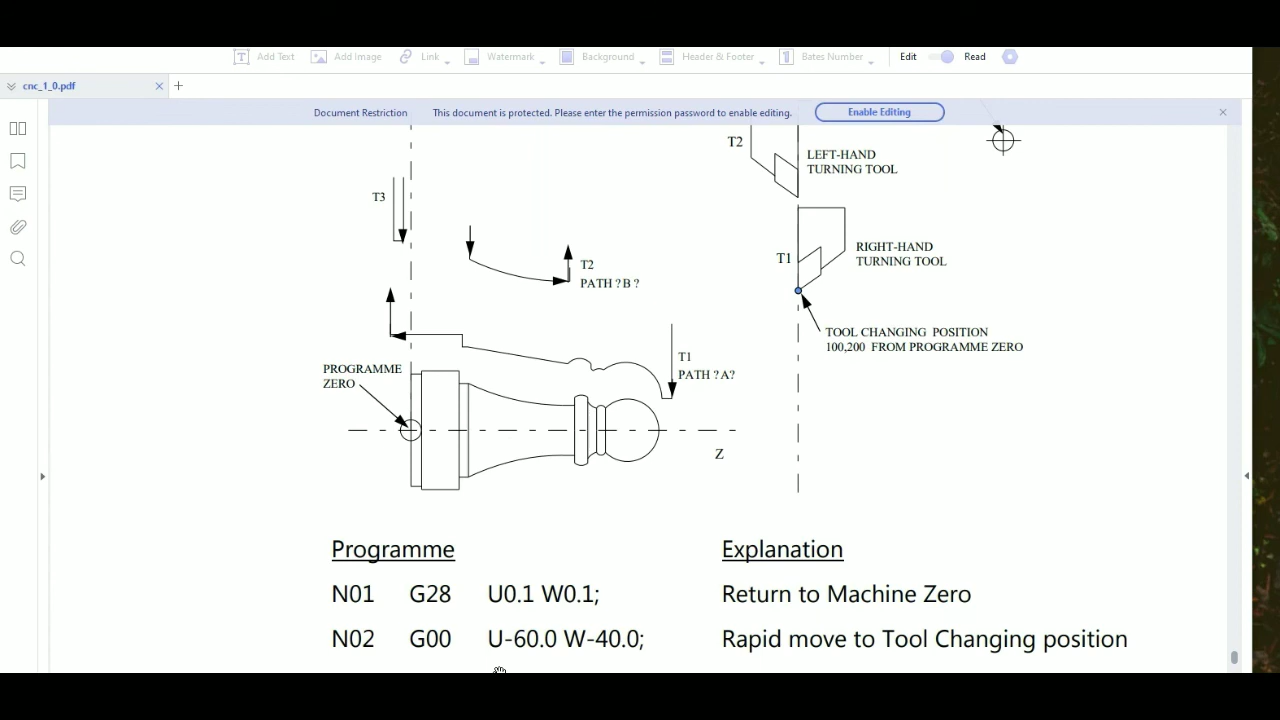 Add Text Add Image Link Watermark Background Header & Footer Bates Number Edit Read
cnc_1_0.pdf
Document Restriction This document is protected. Please enter the permission password to enable editing. Enable Editing
T2
LEFT-HAND
TURNING TOOL
T3
T1
RIGHT-HAND
TURNING TOOL
T2
PATH ?B ?
TOOL CHANGING POSITION
100,200 FROM PROGRAMME ZERO
T1
PATH ?A?
PROGRAMME
ZERO
Z
Programme Explanation
N01 G28 U0.1 W0.1; Return to Machine Zero
N02 G00 U-60.0 W-40.0; Rapid move to Tool Changing position